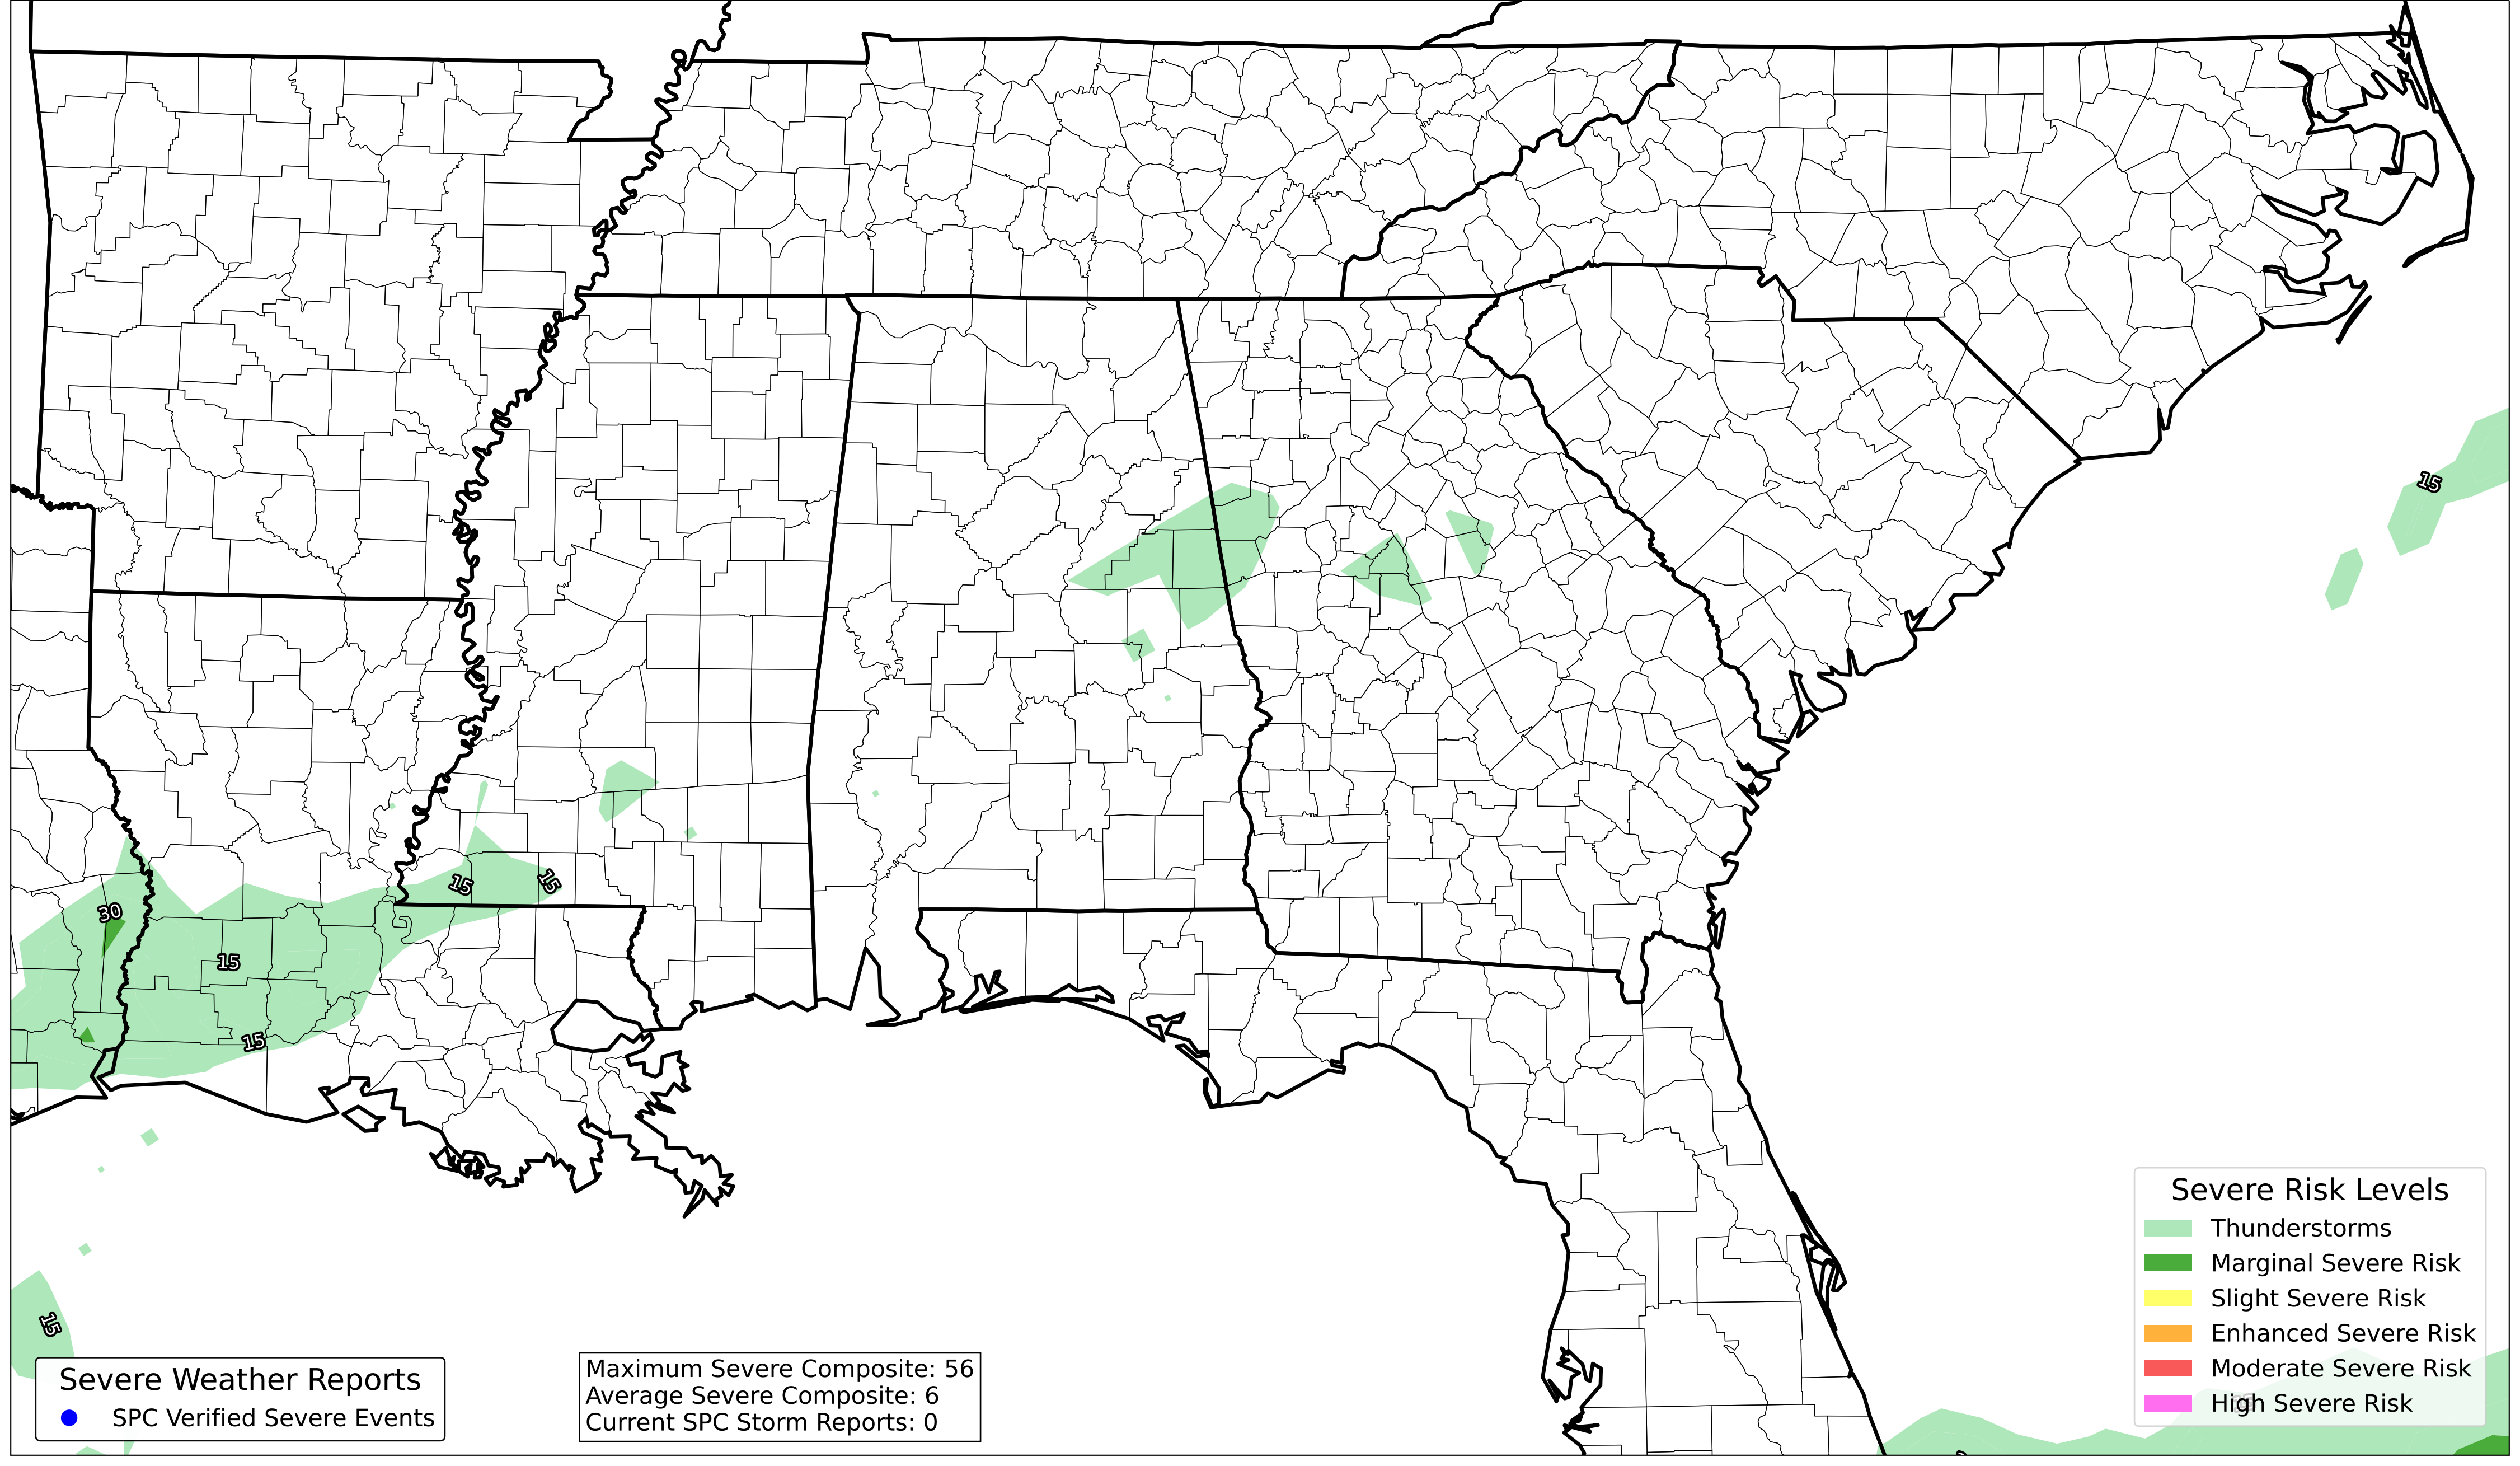 15
15
15
30
15
15
15
Severe Risk Levels
Thunderstorms
Marginal Severe Risk
Slight Severe Risk
Enhanced Severe Risk
Moderate Severe Risk
High Severe Risk
Severe Weather Reports
SPC Verified Severe Events
Maximum Severe Composite: 56
Average Severe Composite: 6
Current SPC Storm Reports: 0